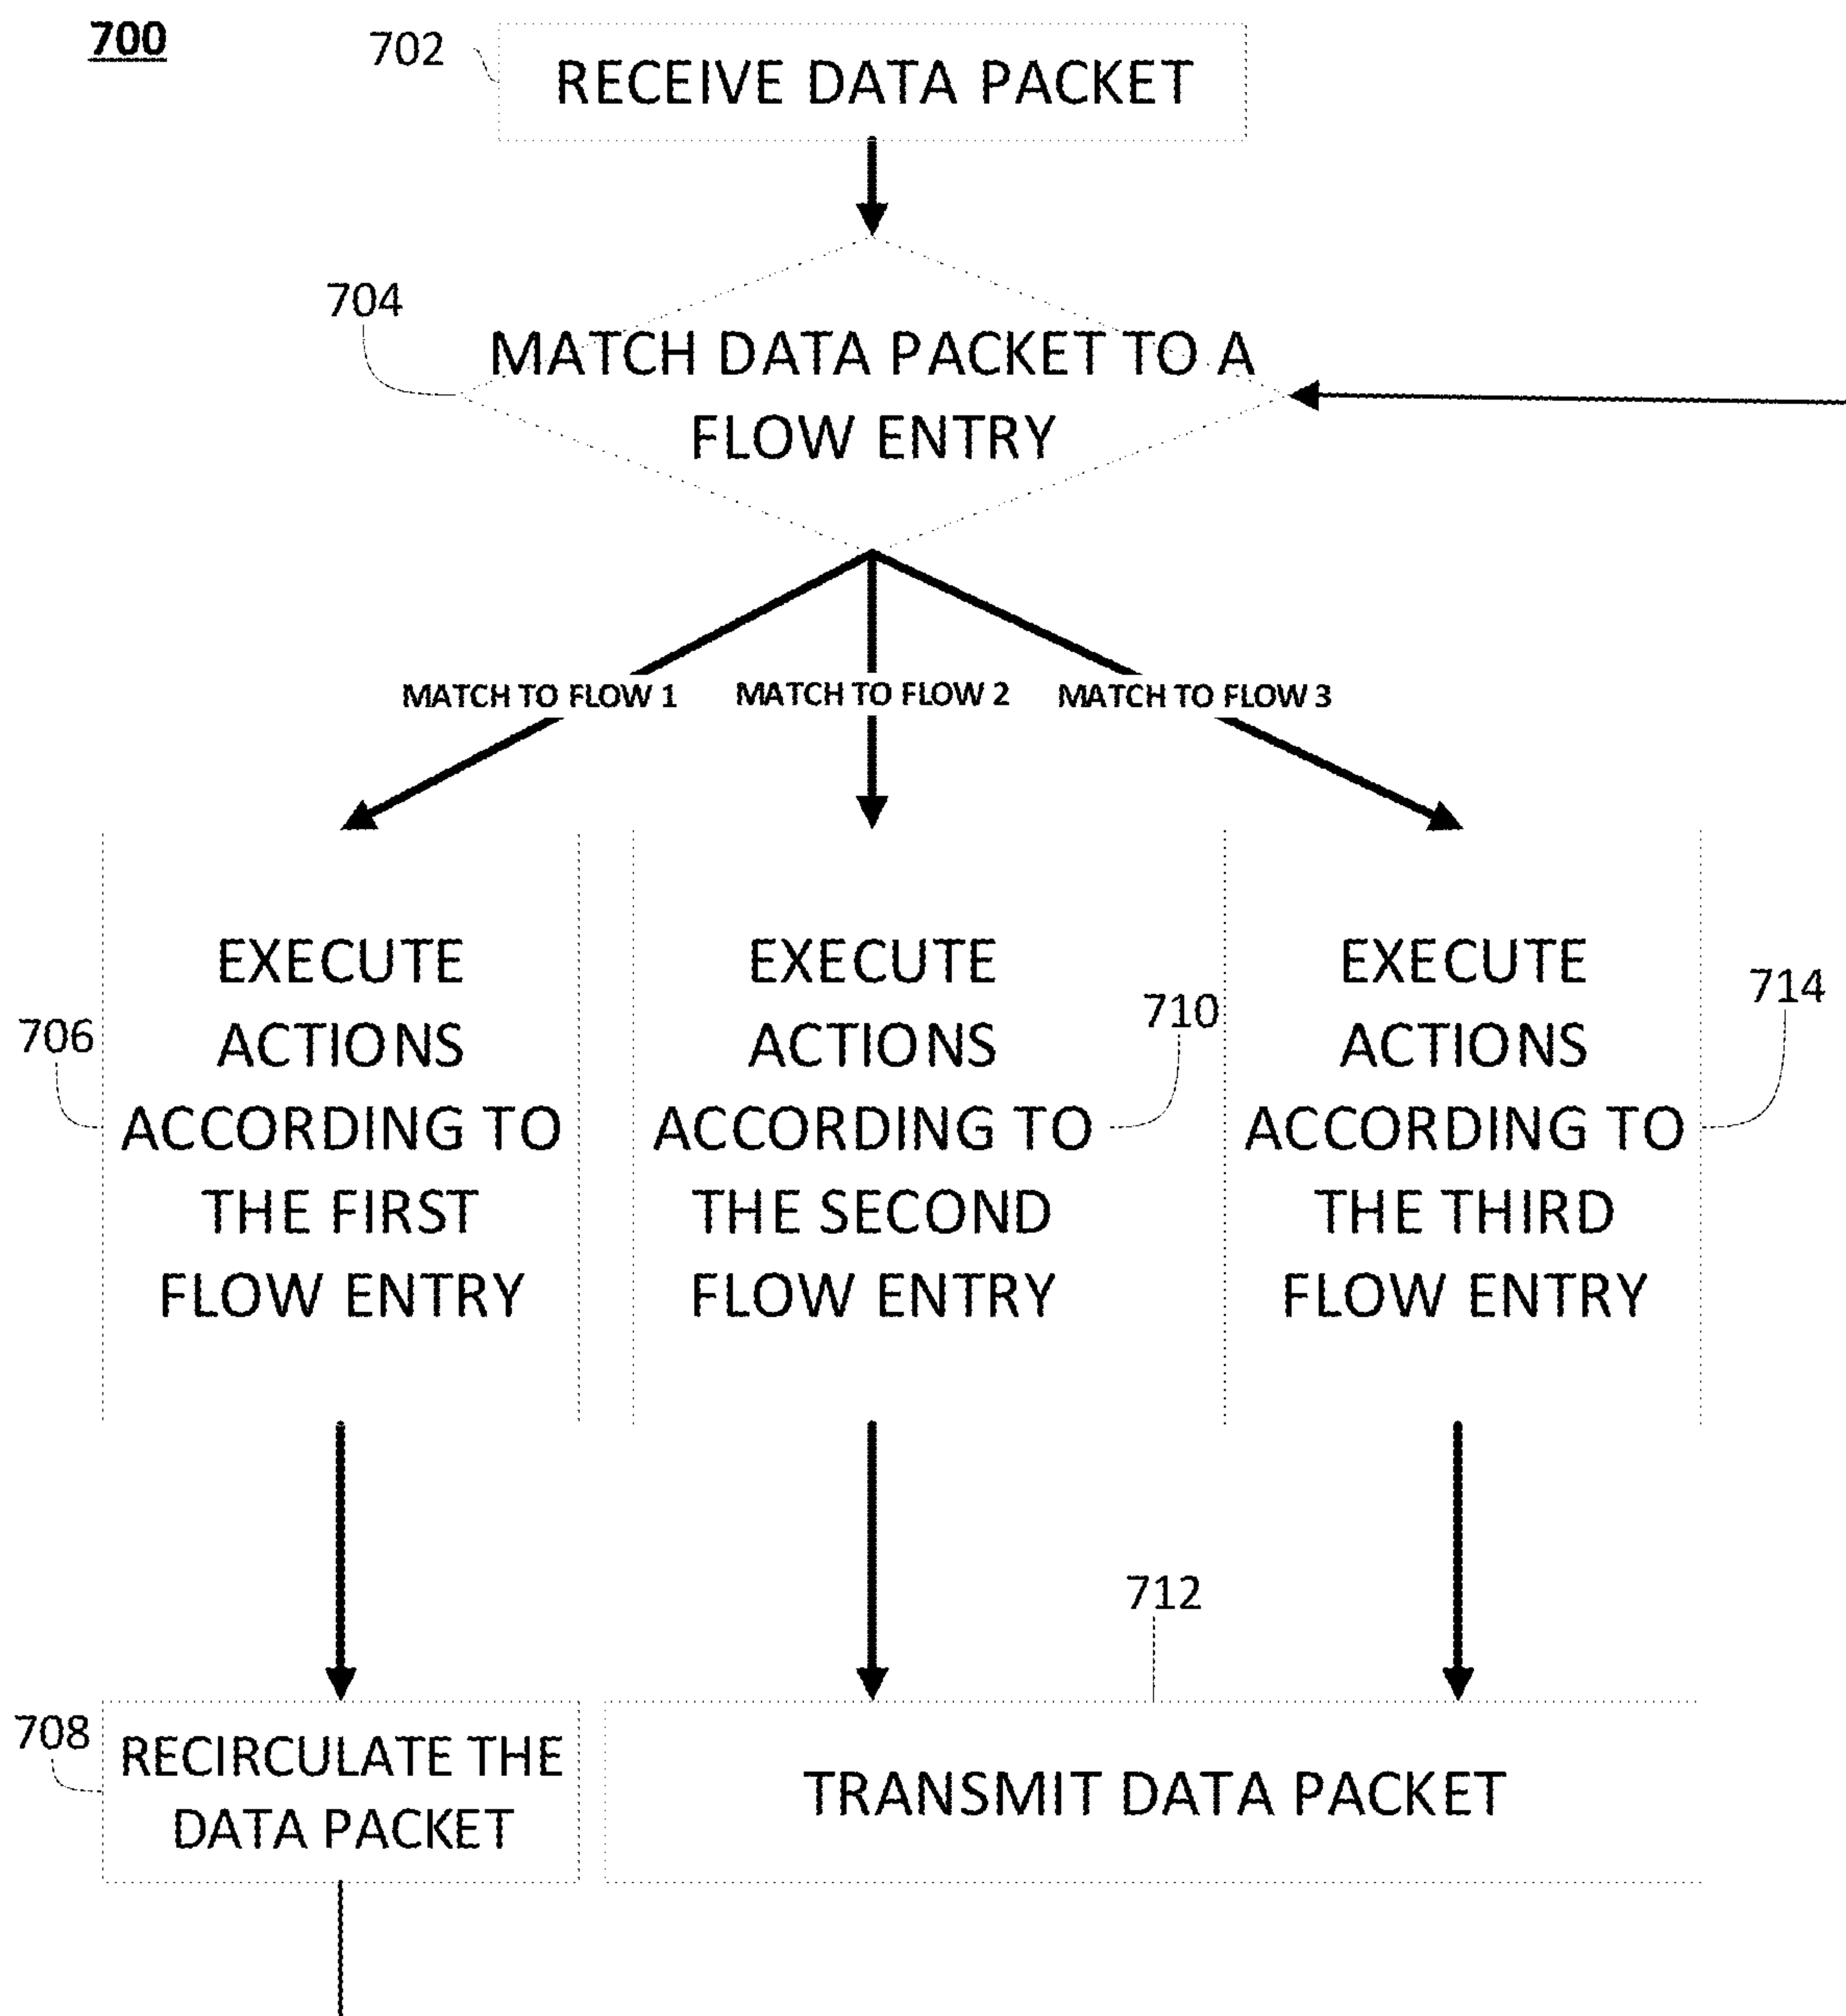 700
702
RECEIVE DATA PACKET
704
MATCH DATA PACKET TO A
FLOW ENTRY
MATCH TO FLOW 1
MATCH TO FLOW 2
MATCH TO FLOW 3
706
EXECUTE
ACTIONS
ACCORDING TO
THE FIRST
FLOW ENTRY
710
EXECUTE
ACTIONS
ACCORDING TO
THE SECOND
FLOW ENTRY
714
EXECUTE
ACTIONS
ACCORDING TO
THE THIRD
FLOW ENTRY
708
RECIRCULATE THE
DATA PACKET
712
TRANSMIT DATA PACKET